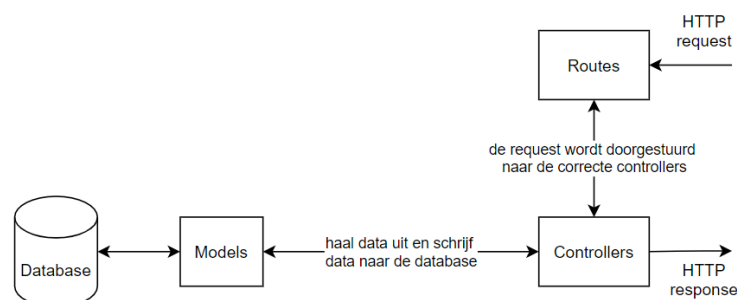 HTTP
request
Routes
de request wordt doorgestuurd
naar de correcte controllers
Database
Models
haal data uit en schrijf
data naar de database
Controllers
HTTP
response